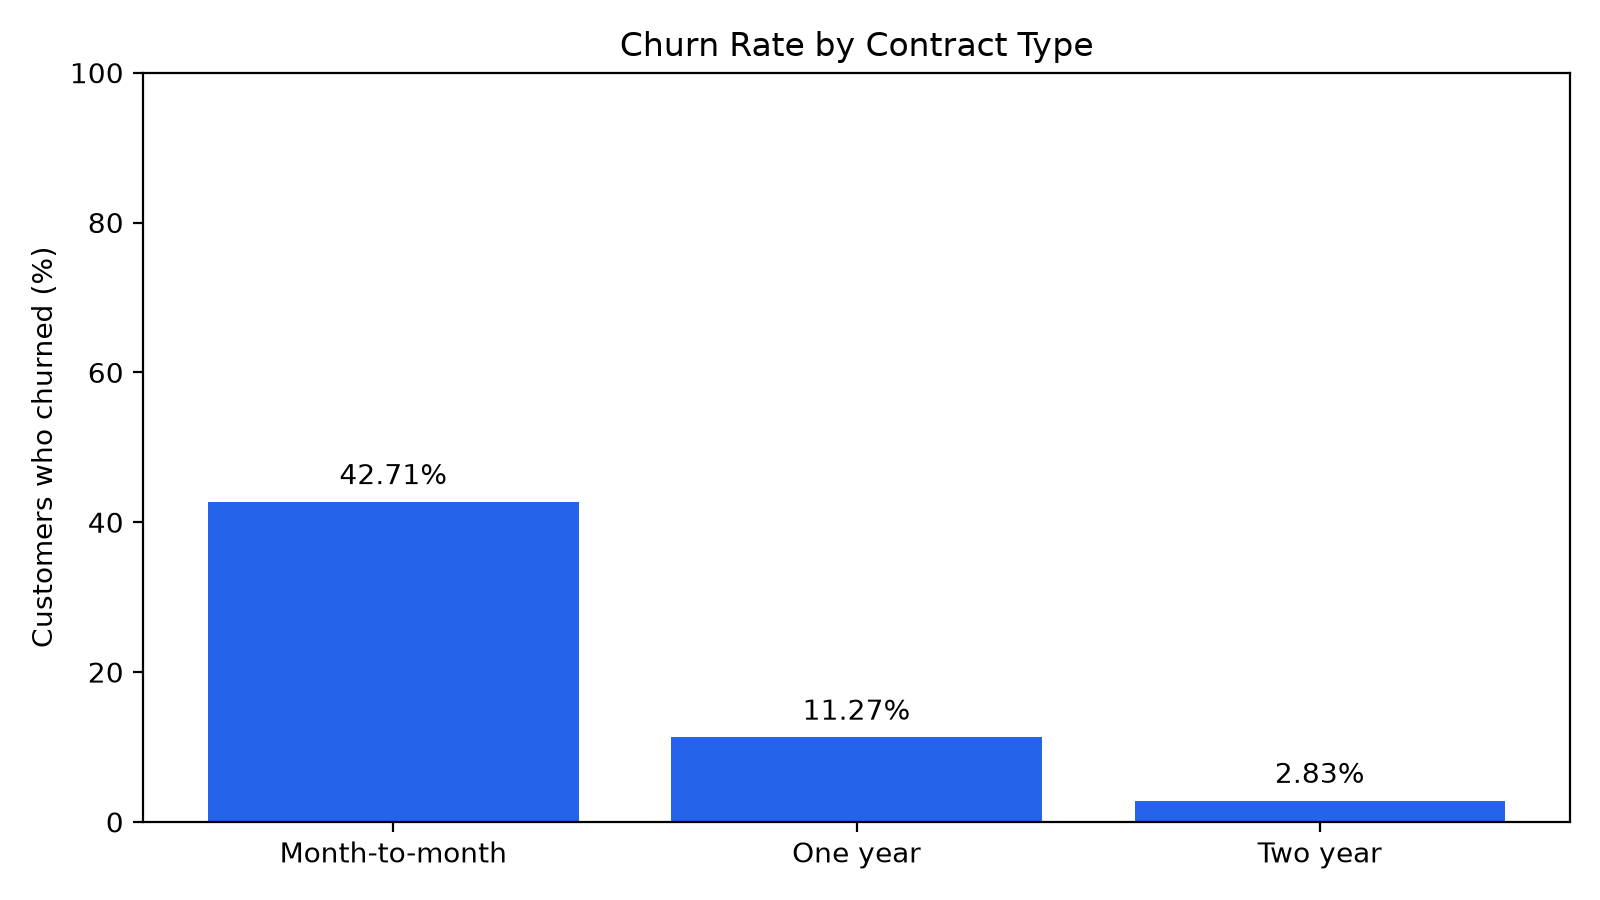 Churn Rate by Contract Type
Customers who churned (%)
100
80
60
40
20
0
42.71%
11.27%
2.83%
Month-to-month
One year
Two year